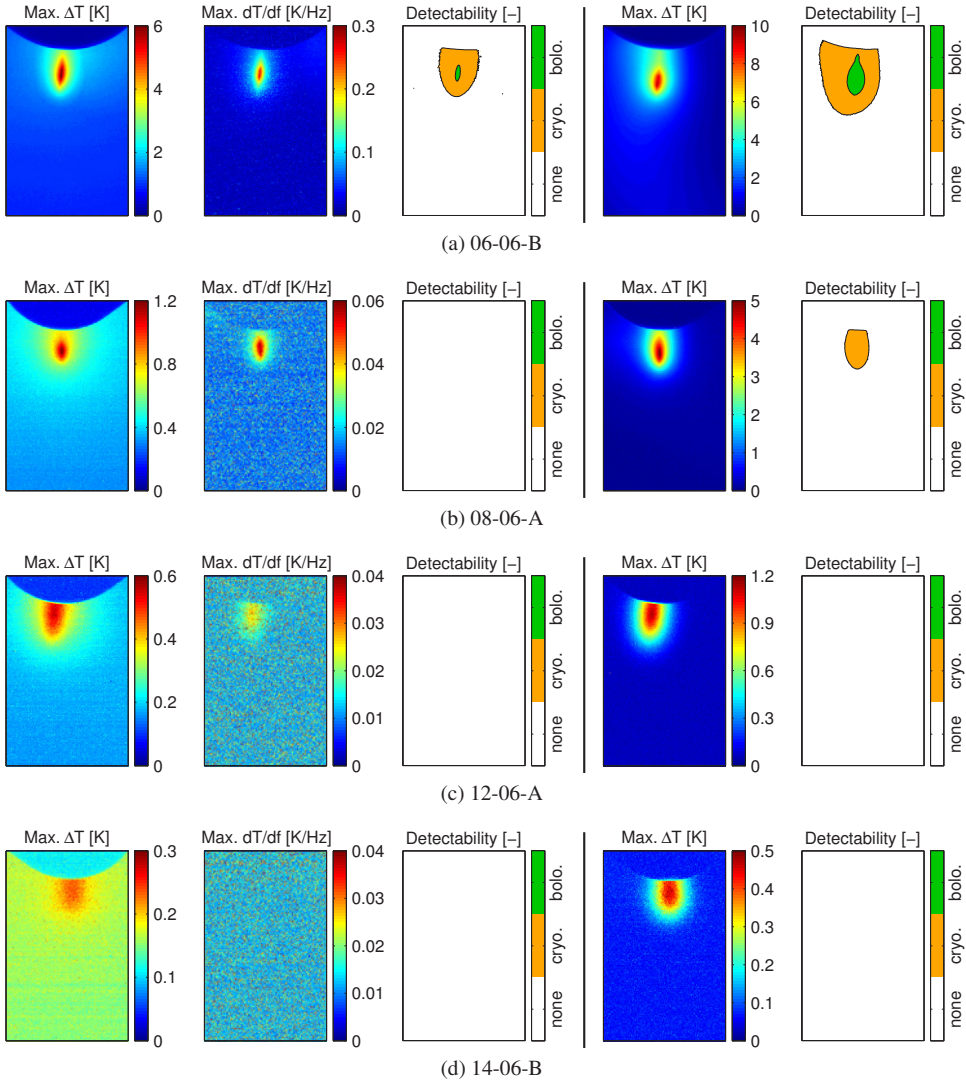 Max. ΔT [K] Max. dT/df [K/Hz] Detectability [–] Max. ΔT [K] Detectability [–]
6 0.3 bolo. 10 bolo.
8
4 0.2 cryo. 6 cryo.
4
2 0.1 none 2 none
0 0 0
(a) 06-06-B
Max. ΔT [K] Max. dT/df [K/Hz] Detectability [–] Max. ΔT [K] Detectability [–]
1.2 0.06 bolo. 5 bolo.
4
0.8 0.04 cryo. 3 cryo.
2
0.4 0.02 none 1 none
0 0 0
(b) 08-06-A
Max. ΔT [K] Max. dT/df [K/Hz] Detectability [–] Max. ΔT [K] Detectability [–]
0.6 0.04 bolo. 1.2 bolo.
0.03 0.9
0.4 cryo. cryo.
0.02 0.6
0.2 0.01 none 0.3 none
0 0 0
(c) 12-06-A
Max. ΔT [K] Max. dT/df [K/Hz] Detectability [–] Max. ΔT [K] Detectability [–]
0.3 0.04 bolo. 0.5 bolo.
0.03 0.4
0.2 cryo. 0.3 cryo.
0.02 0.2
0.1 0.01 none 0.1 none
0 0 0
(d) 14-06-B